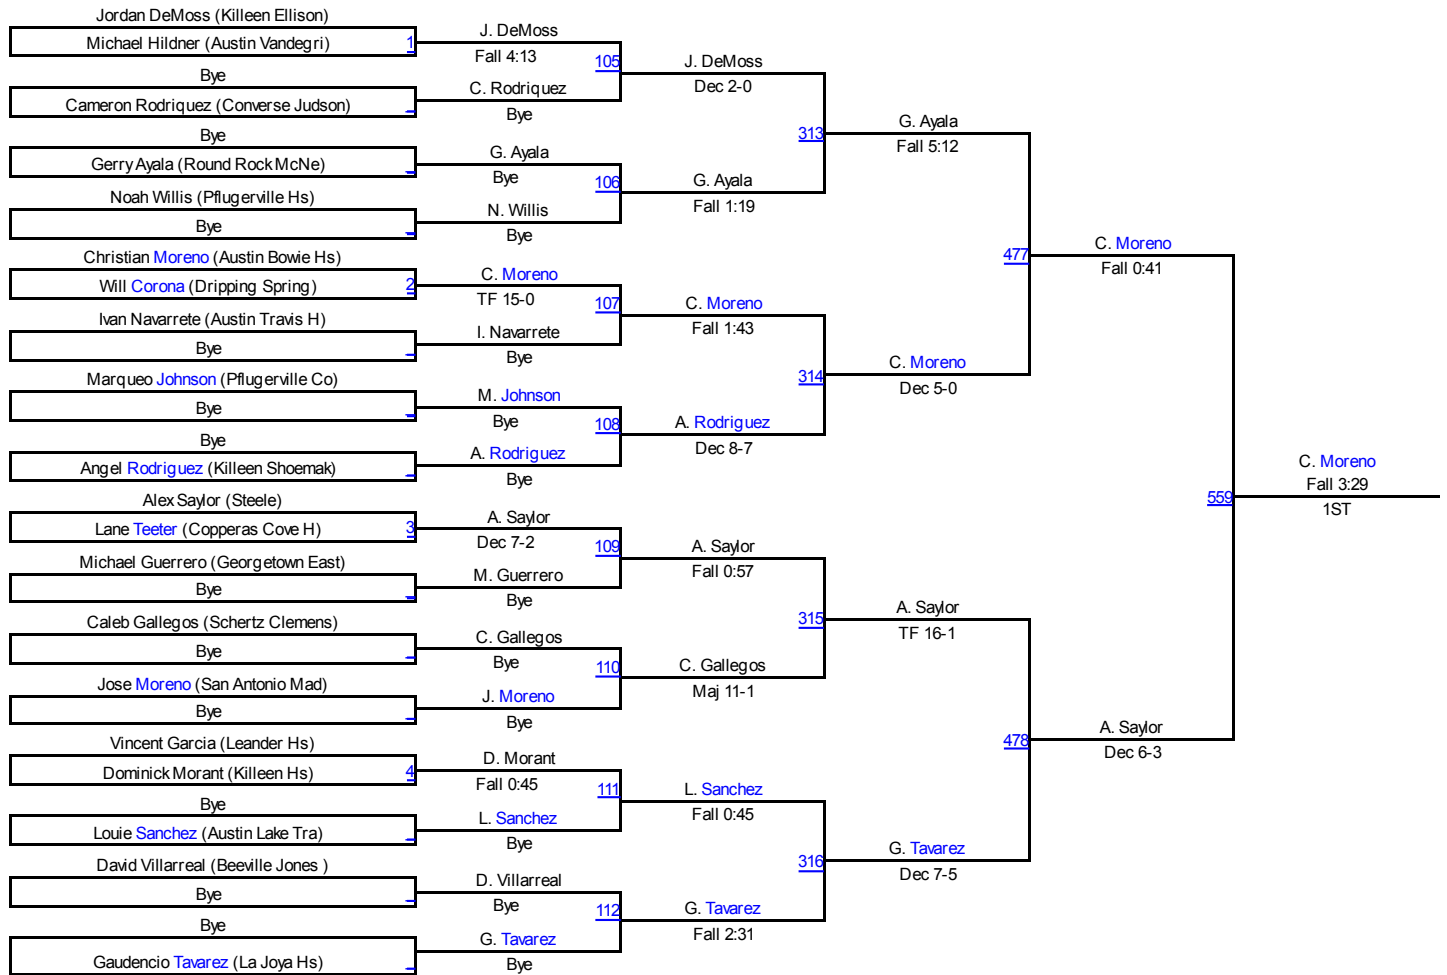 Jordan DeMoss (Killeen Ellison)
Michael Hildner (Austin Vandegri)
1
Bye
Cameron Rodriquez (Converse Judson)
Bye
Gerry Ayala (Round Rock McNe)
Noah Willis (Pflugerville Hs)
Bye
Christian Moreno (Austin Bowie Hs)
Will Corona (Dripping Spring)
2
Ivan Navarrete (Austin Travis H)
Bye
Marqueo Johnson (Pflugerville Co)
Bye
Bye
Angel Rodriguez (Killeen Shoemak)
Alex Saylor (Steele)
Lane Teeter (Copperas Cove H)
3
Michael Guerrero (Georgetown East)
Bye
Caleb Gallegos (Schertz Clemens)
Bye
Jose Moreno (San Antonio Mad)
Bye
Vincent Garcia (Leander Hs)
Dominick Morant (Killeen Hs)
4
Bye
Louie Sanchez (Austin Lake Tra)
David Villarreal (Beeville Jones )
Bye
Bye
Gaudencio Tavarez (La Joya Hs)
J. DeMoss
Fall 4:13
105
C. Rodriquez
Bye
G. Ayala
Bye
106
N. Willis
Bye
C. Moreno
TF 15-0
107
I. Navarrete
Bye
M. Johnson
Bye
108
A. Rodriguez
Bye
A. Saylor
Dec 7-2
109
M. Guerrero
Bye
C. Gallegos
Bye
110
J. Moreno
Bye
D. Morant
Fall 0:45
111
L. Sanchez
Bye
D. Villarreal
Bye
112
G. Tavarez
Bye
J. DeMoss
Dec 2-0
313
G. Ayala
Fall 1:19
C. Moreno
Fall 1:43
314
A. Rodriguez
Dec 8-7
A. Saylor
Fall 0:57
315
C. Gallegos
Maj 11-1
L. Sanchez
Fall 0:45
316
G. Tavarez
Fall 2:31
G. Ayala
Fall 5:12
477
C. Moreno
Dec 5-0
A. Saylor
TF 16-1
478
G. Tavarez
Dec 7-5
C. Moreno
Fall 0:41
559
A. Saylor
Dec 6-3
C. Moreno
Fall 3:29
1ST